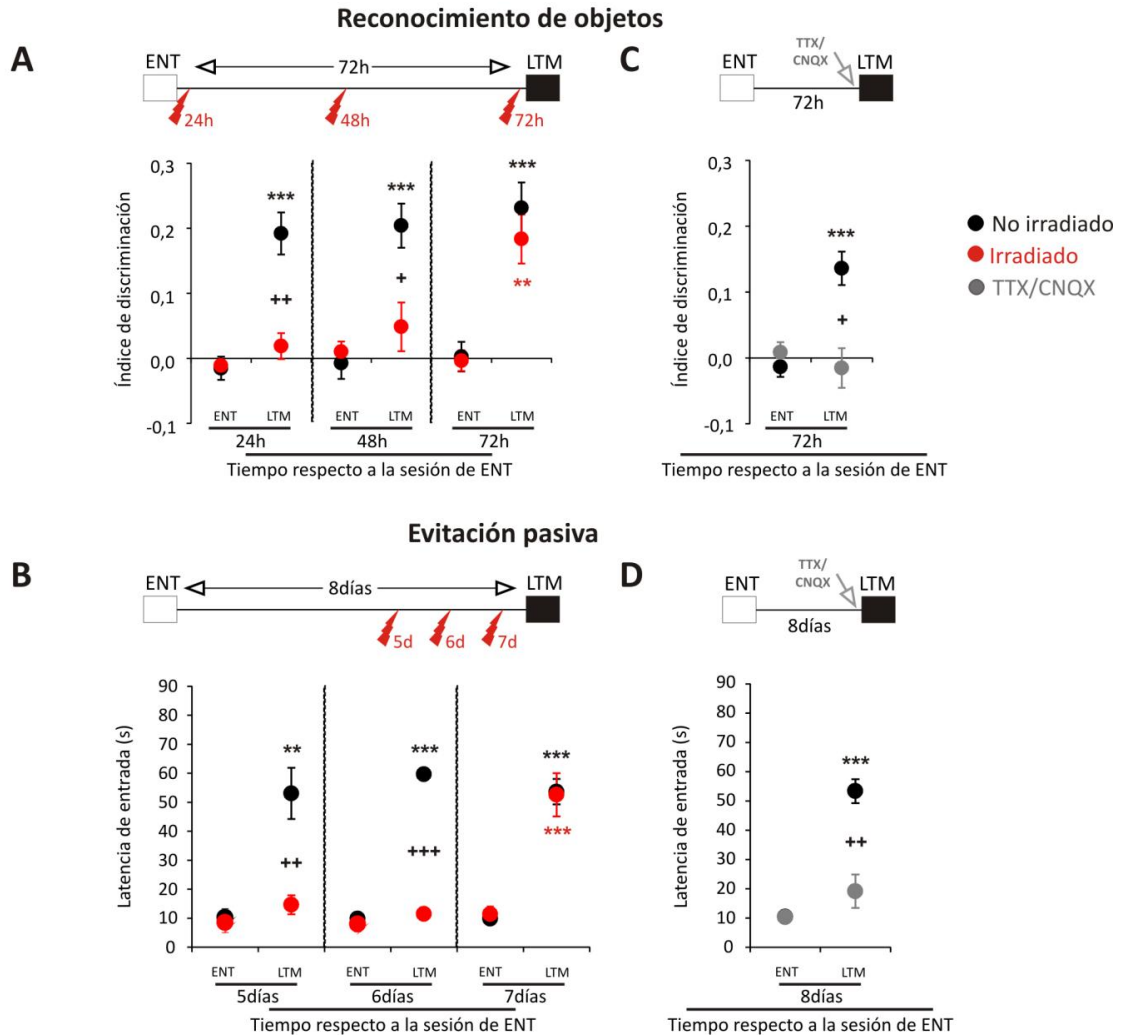 Reconocimiento de objetos
A
ENT
72h
LTM
24h
48h
72h
Índice de discriminación
0,3
0,2
0,1
0,0
-0,1
***
++
***
+
***
**
ENT LTM ENT LTM ENT LTM
24h 48h 72h
Tiempo respecto a la sesión de ENT
C
TTX/
CNQX
ENT
LTM
72h
Índice de discriminación
0,3
0,2
0,1
0,0
-0,1
***
+
ENT LTM
72h
Tiempo respecto a la sesión de ENT
No irradiado
Irradiado
TTX/CNQX
Evitación pasiva
B
ENT
8días
LTM
5d
6d
7d
Latencia de entrada (s)
90
80
70
60
50
40
30
20
10
0
**
++
***
+++
***
***
ENT LTM ENT LTM ENT LTM
5días 6días 7días
Tiempo respecto a la sesión de ENT
D
TTX/
CNQX
ENT
LTM
8días
Latencia de entrada (s)
90
80
70
60
50
40
30
20
10
0
***
++
ENT LTM
8días
Tiempo respecto a la sesión de ENT